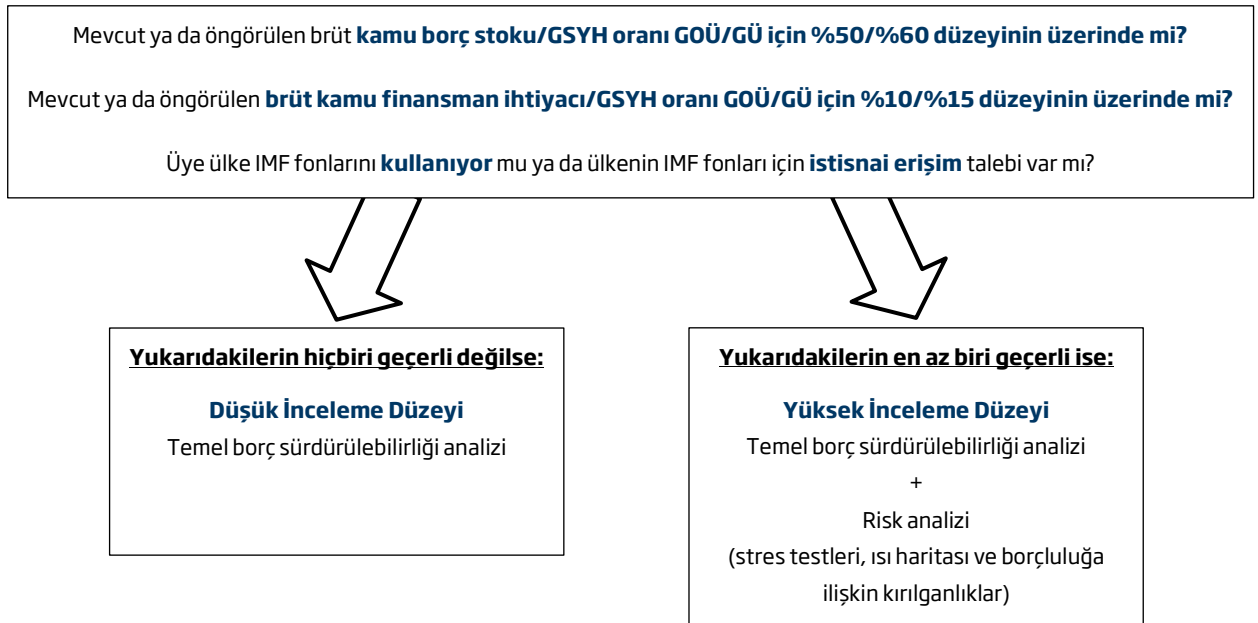 Mevcut ya da öngörülen brüt kamu borç stoku/GSYH oranı GOÜ/GÜ için %50/%60 düzeyinin üzerinde mi?
Mevcut ya da öngörülen brüt kamu finansman ihtiyacı/GSYH oranı GOÜ/GÜ için %10/%15 düzeyinin üzerinde mi?
Üye ülke IMF fonlarını kullanıyor mu ya da ülkenin IMF fonları için istisnai erişim talebi var mı?
Yukarıdakilerin hiçbiri geçerli değilse:
Düşük İnceleme Düzeyi
Temel borç sürdürülebilirliği analizi
Yukarıdakilerin en az biri geçerli ise:
Yüksek İnceleme Düzeyi
Temel borç sürdürülebilirliği analizi
+
Risk analizi
(stres testleri, ısı haritası ve borçluluğa
ilişkin kırılganlıklar)